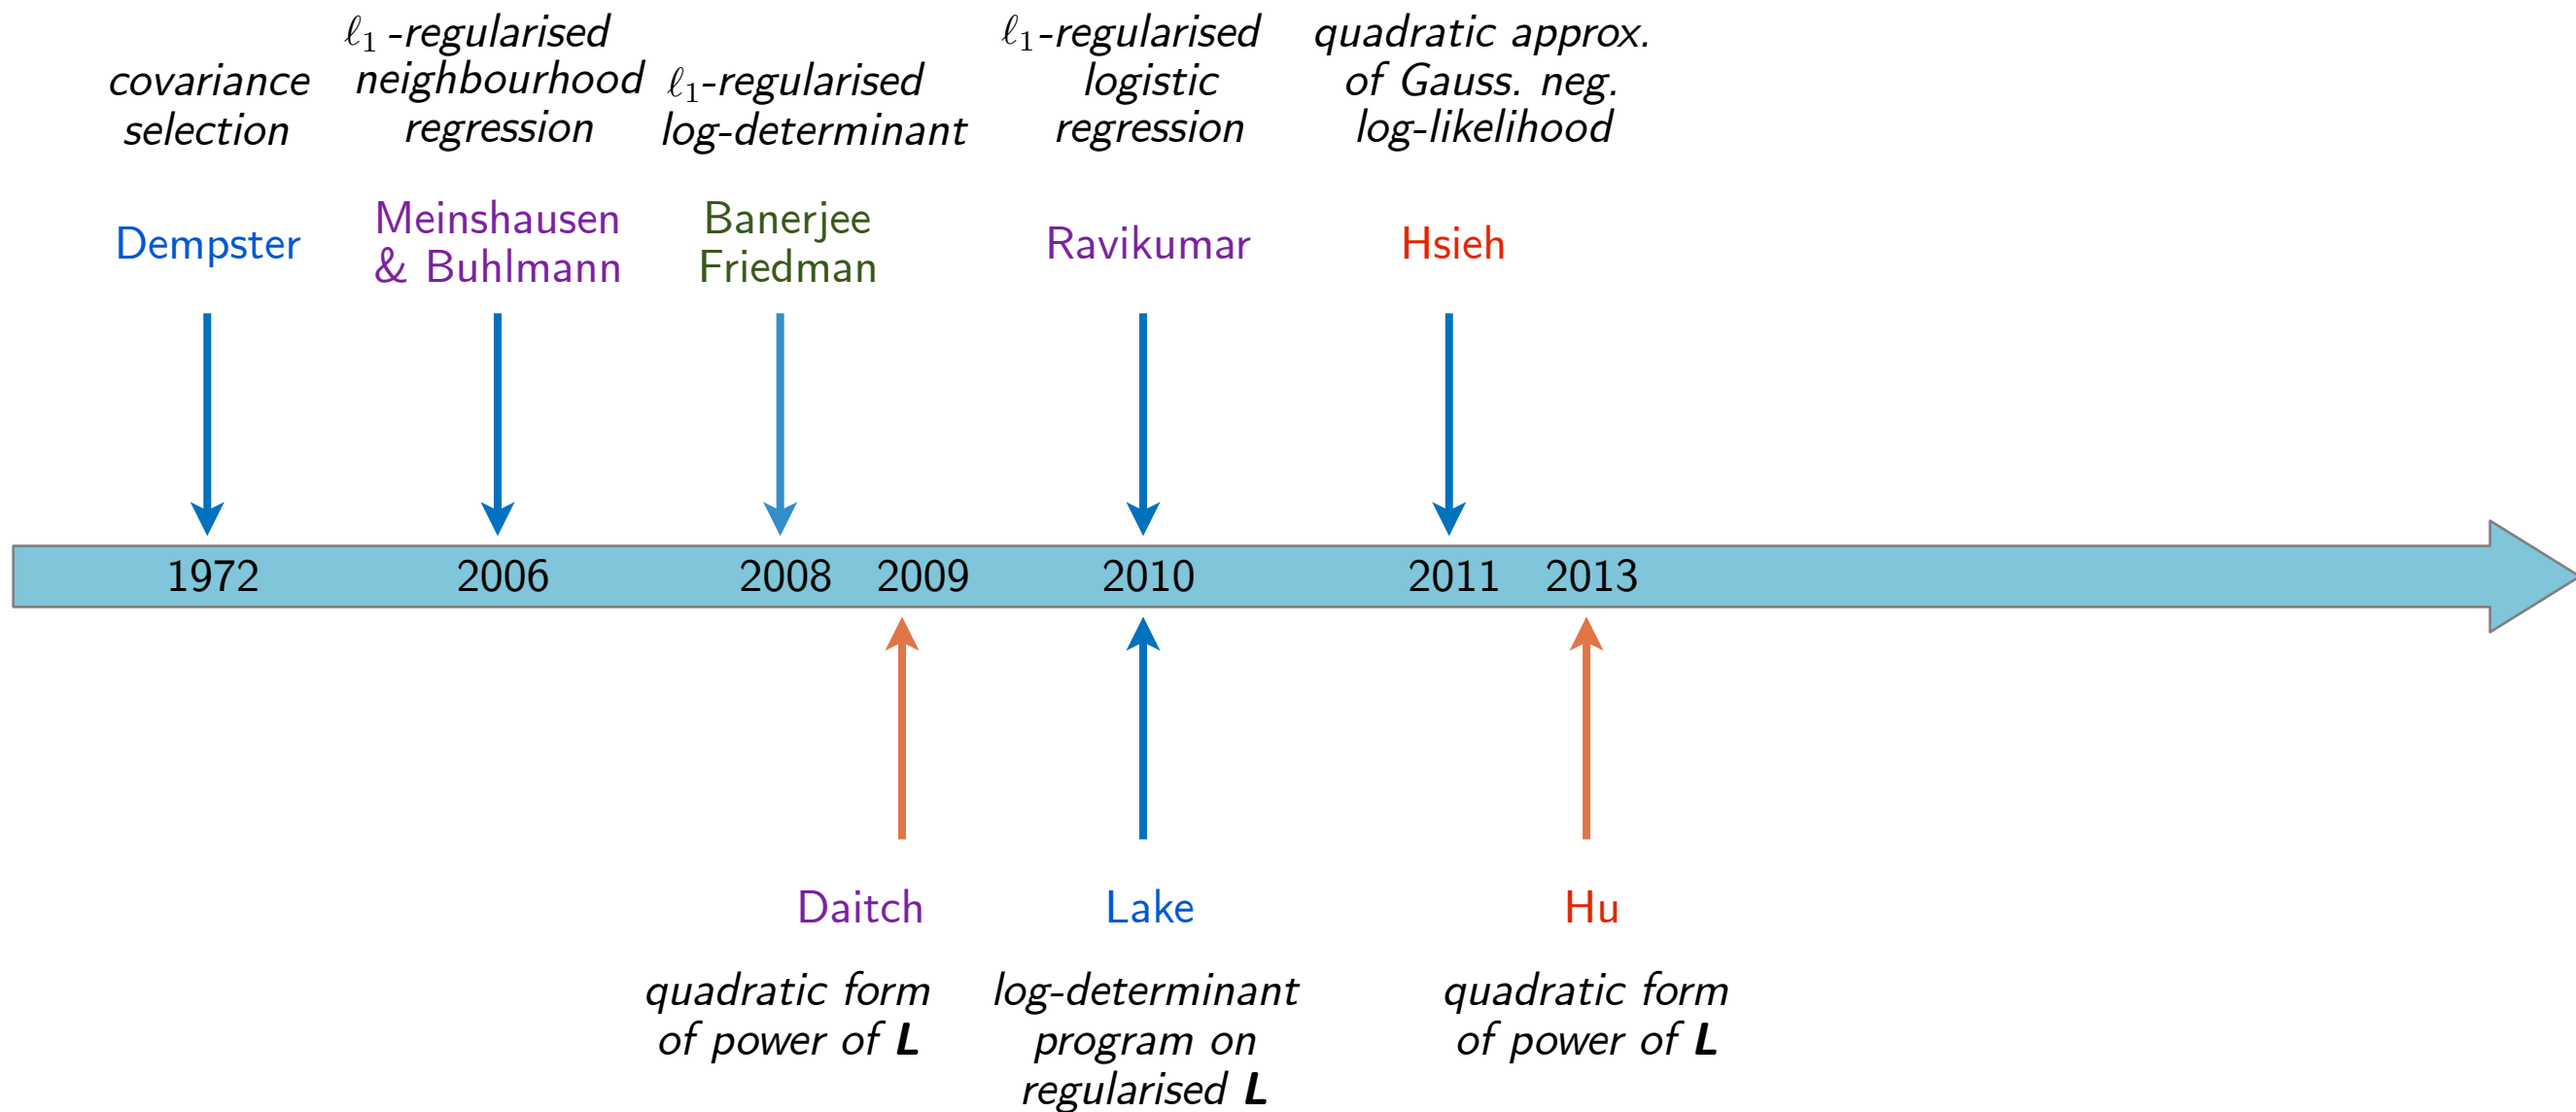 covariance
selection
ℓ₁ -regularised
neighbourhood
regression
ℓ₁-regularised
log-determinant
ℓ₁-regularised
logistic
regression
quadratic approx.
of Gauss. neg.
log-likelihood
Dempster
Meinshausen
& Buhlmann
Banerjee
Friedman
Ravikumar
Hsieh
1972 2006 2008 2009 2010 2011 2013
Daitch
Lake
Hu
quadratic form
of power of L
log-determinant
program on
regularised L
quadratic form
of power of L